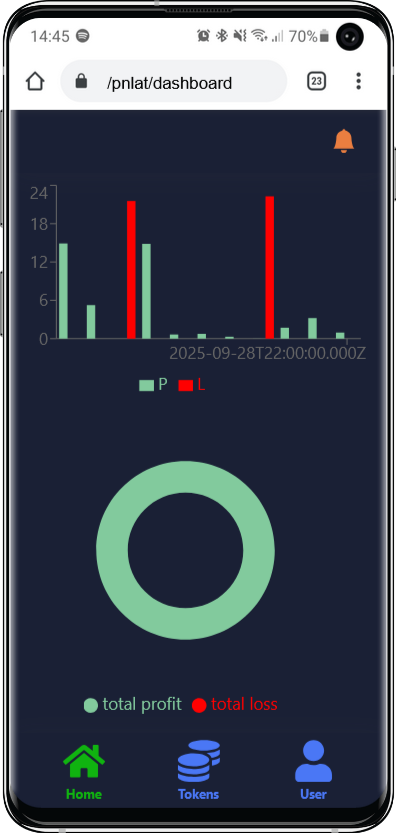 14:45 70%
/pnlat/dashboard 23
24
18
12
6
0
2025-09-28T22:00:00.000Z
P L
total profit total loss
Home Tokens User